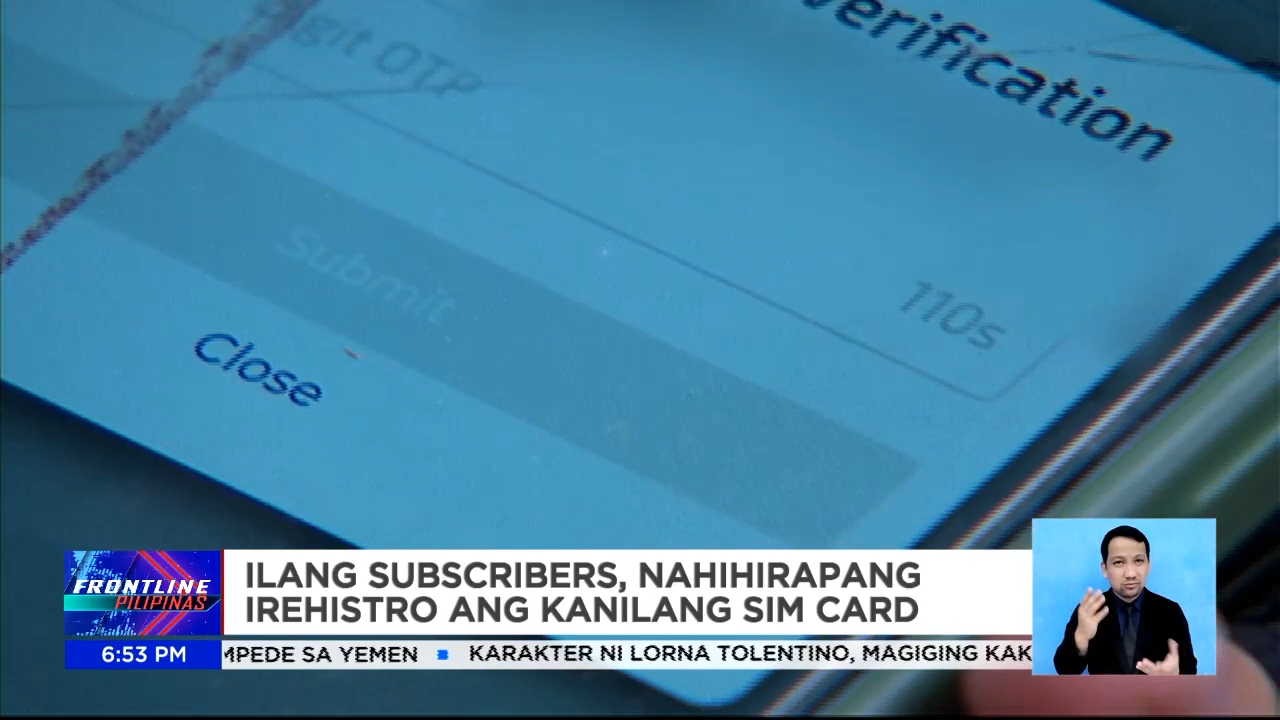 verification
digit OTP
110s
Submit
Close
FRONTLINE
PILIPINAS
ILANG SUBSCRIBERS, NAHIHIRAPANG
IREHISTRO ANG KANILANG SIM CARD
6:53 PM
MPEDE SA YEMEN ▪ KARAKTER NI LORNA TOLENTINO, MAGIGING KAK